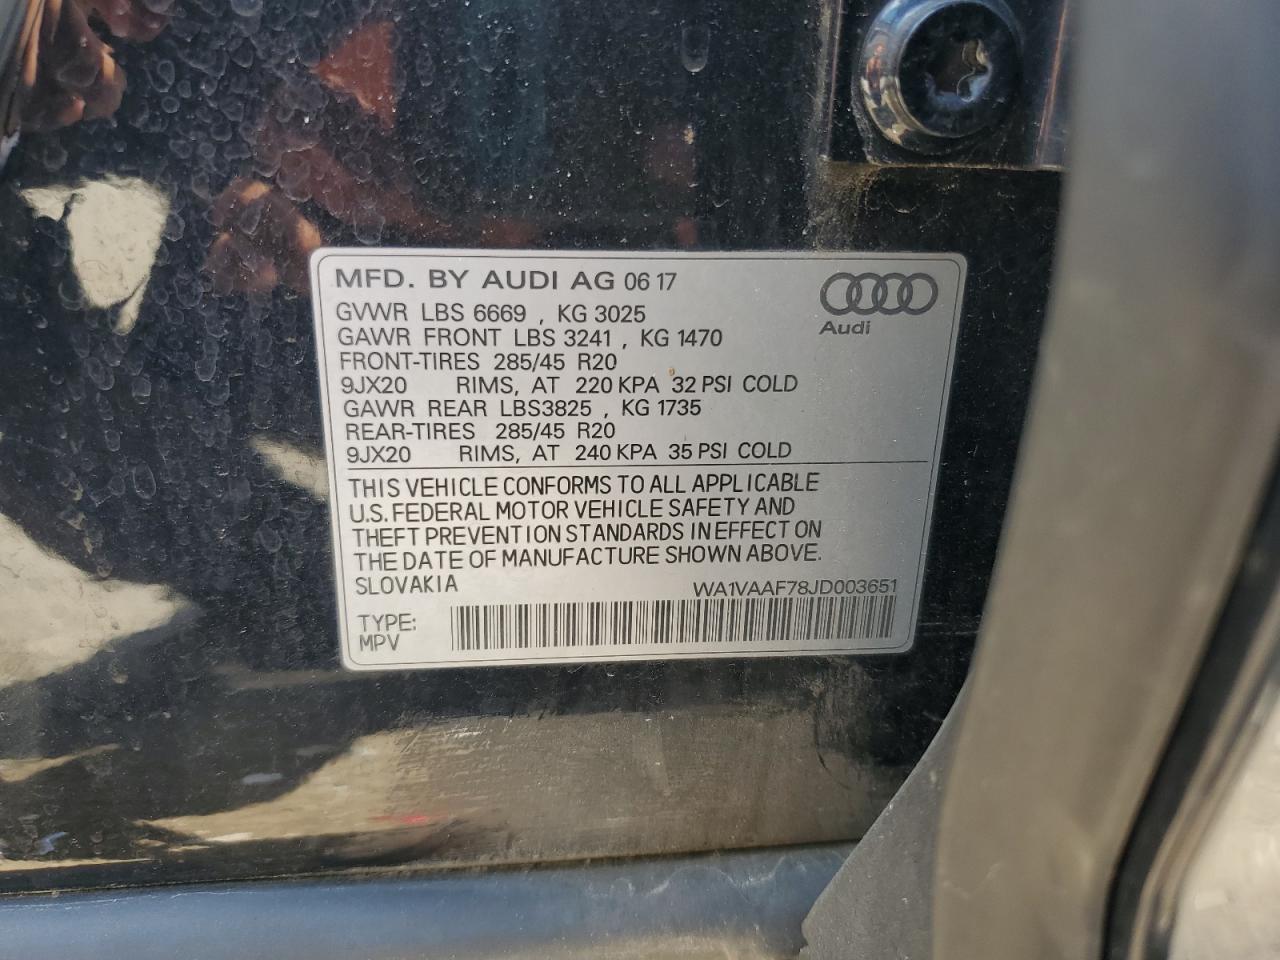 MFD. BY AUDI AG 06 17
GVWR LBS 6669 , KG 3025
GAWR FRONT LBS 3241 , KG 1470
FRONT-TIRES 285/45 R20
9JX20 RIMS, AT 220 KPA 32 PSI COLD
GAWR REAR LBS3825 , KG 1735
REAR-TIRES 285/45 R20
9JX20 RIMS, AT 240 KPA 35 PSI COLD
Audi
THIS VEHICLE CONFORMS TO ALL APPLICABLE
U.S. FEDERAL MOTOR VEHICLE SAFETY AND
THEFT PREVENTION STANDARDS IN EFFECT ON
THE DATE OF MANUFACTURE SHOWN ABOVE.
SLOVAKIA WA1VAAF78JD003651
TYPE:
MPV